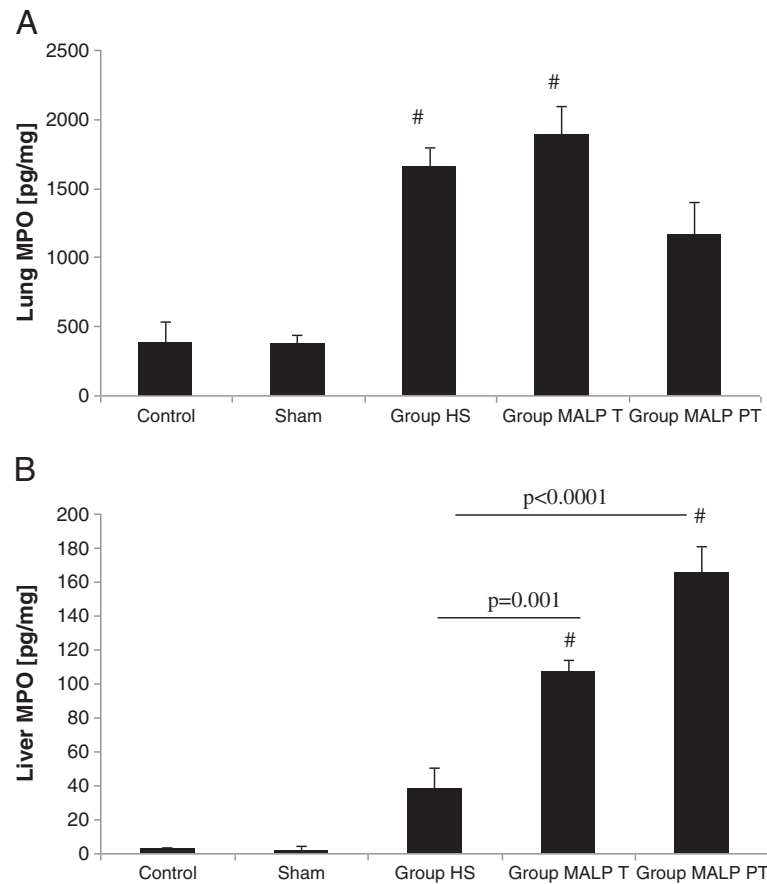 A
Lung MPO [pg/mg]
2500
2000
1500
1000
500
0
#
#
Control Sham Group HS Group MALP T Group MALP PT
B
Liver MPO [pg/mg]
200
180
160
140
120
100
80
60
40
20
0
p<0.0001
#
p=0.001
#
Control Sham Group HS Group MALP T Group MALP PT